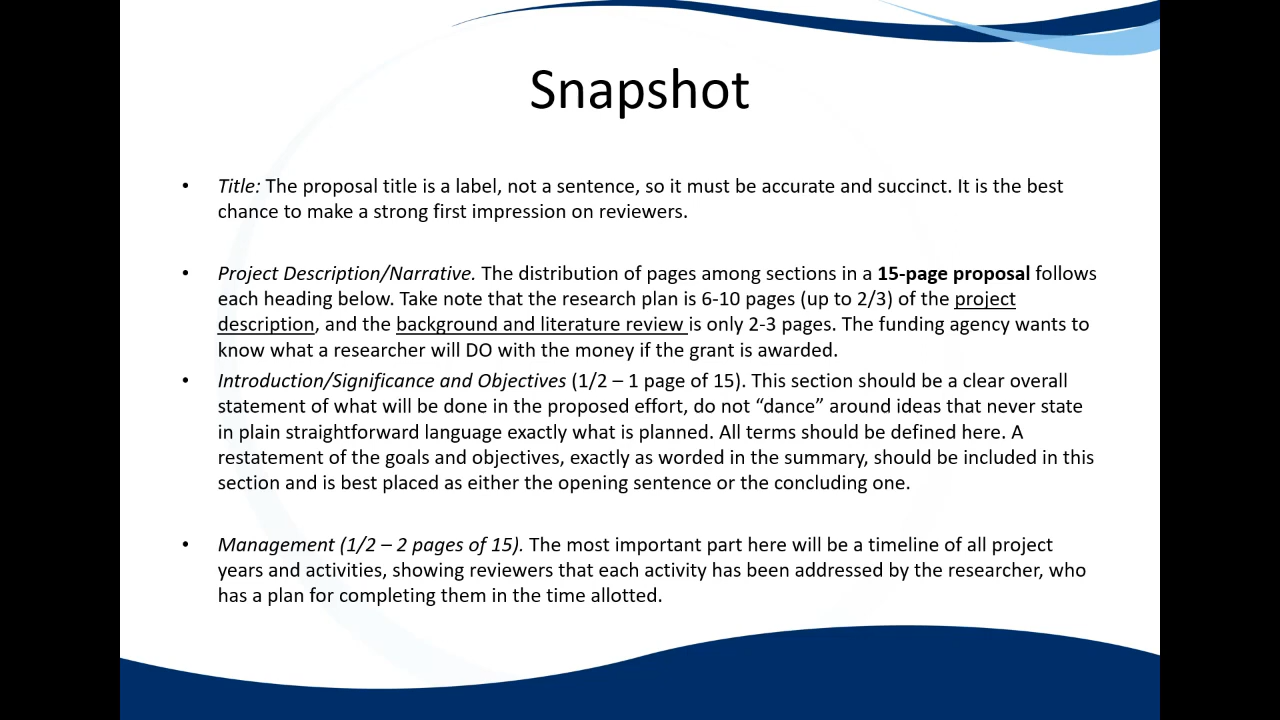 Snapshot
• Title: The proposal title is a label, not a sentence, so it must be accurate and succinct. It is the best
chance to make a strong first impression on reviewers.
• Project Description/Narrative. The distribution of pages among sections in a 15-page proposal follows
each heading below. Take note that the research plan is 6-10 pages (up to 2/3) of the project
description, and the background and literature review is only 2-3 pages. The funding agency wants to
know what a researcher will DO with the money if the grant is awarded.
• Introduction/Significance and Objectives (1/2 – 1 page of 15). This section should be a clear overall
statement of what will be done in the proposed effort, do not “dance” around ideas that never state
in plain straightforward language exactly what is planned. All terms should be defined here. A
restatement of the goals and objectives, exactly as worded in the summary, should be included in this
section and is best placed as either the opening sentence or the concluding one.
• Management (1/2 – 2 pages of 15). The most important part here will be a timeline of all project
years and activities, showing reviewers that each activity has been addressed by the researcher, who
has a plan for completing them in the time allotted.